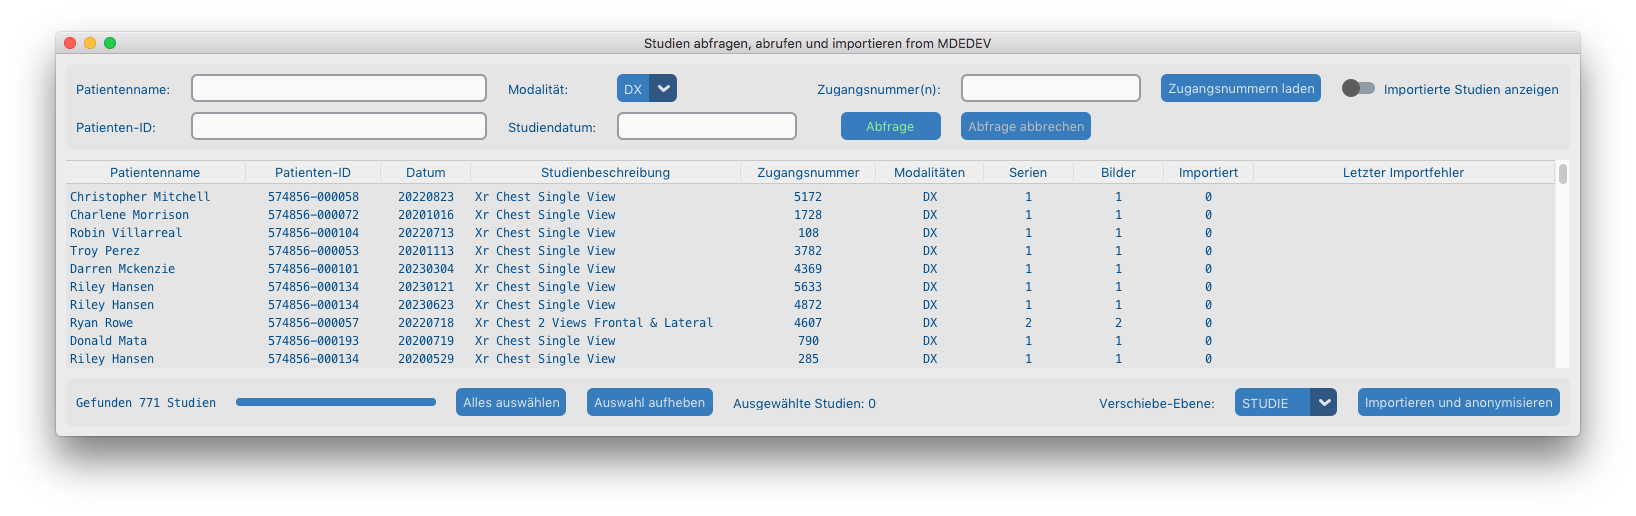 Studien abfragen, abrufen und importieren from MDEDEV
Patientenname: Modalität: DX Zugangsnummer(n): Zugangsnummern laden Importierte Studien anzeigen
Patienten-ID: Studiendatum: Abfrage Abfrage abbrechen
Patientenname Patienten-ID Datum Studienbeschreibung Zugangsnummer Modalitäten Serien Bilder Importiert Letzter Importfehler
Christopher Mitchell 574856-000058 20220823 Xr Chest Single View 5172 DX 1 1 0
Charlene Morrison 574856-000072 20201016 Xr Chest Single View 1728 DX 1 1 0
Robin Villarreal 574856-000104 20220713 Xr Chest Single View 108 DX 1 1 0
Troy Perez 574856-000053 20201113 Xr Chest Single View 3782 DX 1 1 0
Darren Mckenzie 574856-000101 20230304 Xr Chest Single View 4369 DX 1 1 0
Riley Hansen 574856-000134 20230121 Xr Chest Single View 5633 DX 1 1 0
Riley Hansen 574856-000134 20230623 Xr Chest Single View 4872 DX 1 1 0
Ryan Rowe 574856-000057 20220718 Xr Chest 2 Views Frontal & Lateral 4607 DX 2 2 0
Donald Mata 574856-000193 20200719 Xr Chest Single View 790 DX 1 1 0
Riley Hansen 574856-000134 20200529 Xr Chest Single View 285 DX 1 1 0
Gefunden 771 Studien Alles auswählen Auswahl aufheben Ausgewählte Studien: 0 Verschiebe-Ebene: STUDIE Importieren und anonymisieren